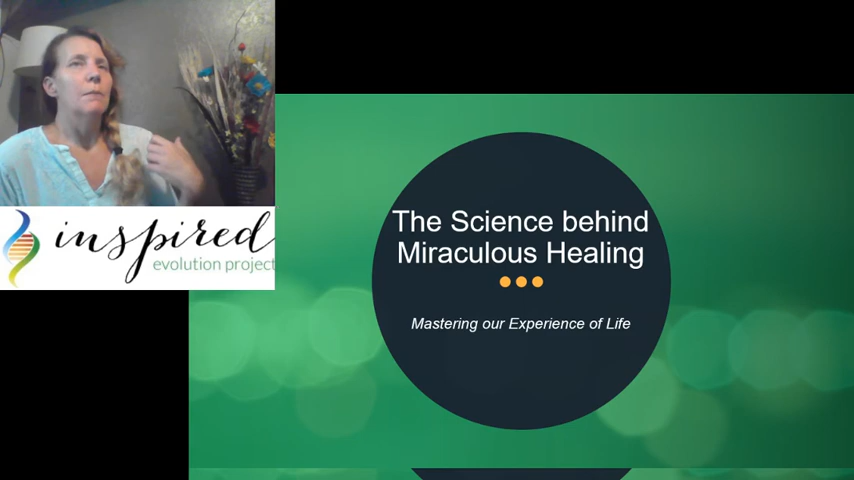 inspired
evolution project
The Science behind
Miraculous Healing
Mastering our Experience of Life